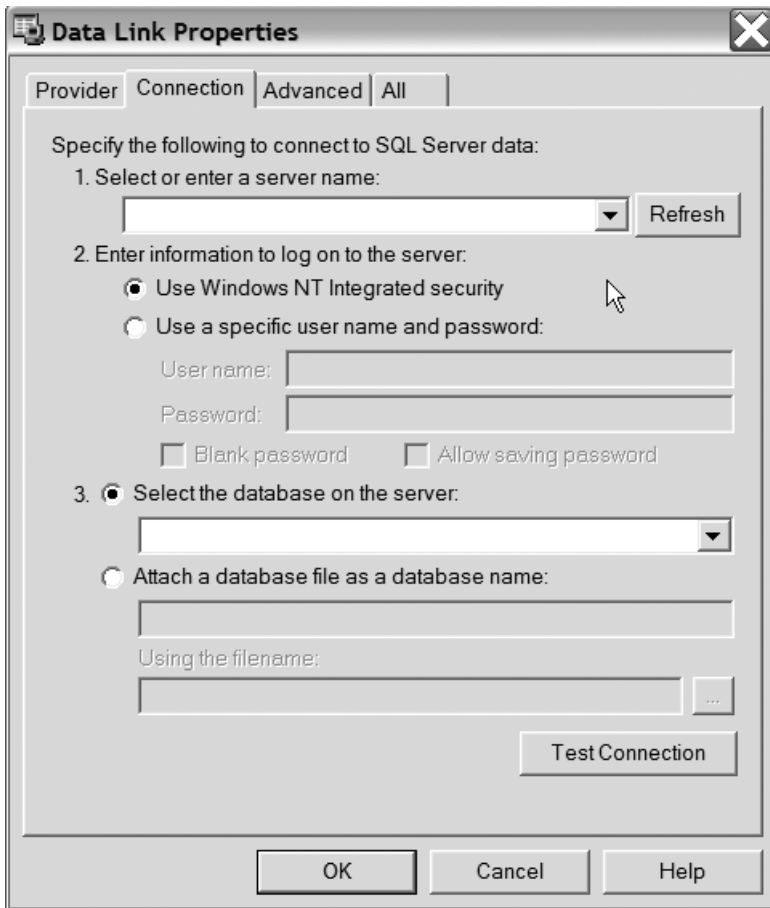 Data Link Properties
Provider Connection Advanced All
Specify the following to connect to SQL Server data:
1. Select or enter a server name:
Refresh
2. Enter information to log on to the server:
Use Windows NT Integrated security
Use a specific user name and password:
User name:
Password:
Blank password Allow saving password
3. Select the database on the server:
Attach a database file as a database name:
Using the filename:
...
Test Connection
OK Cancel Help